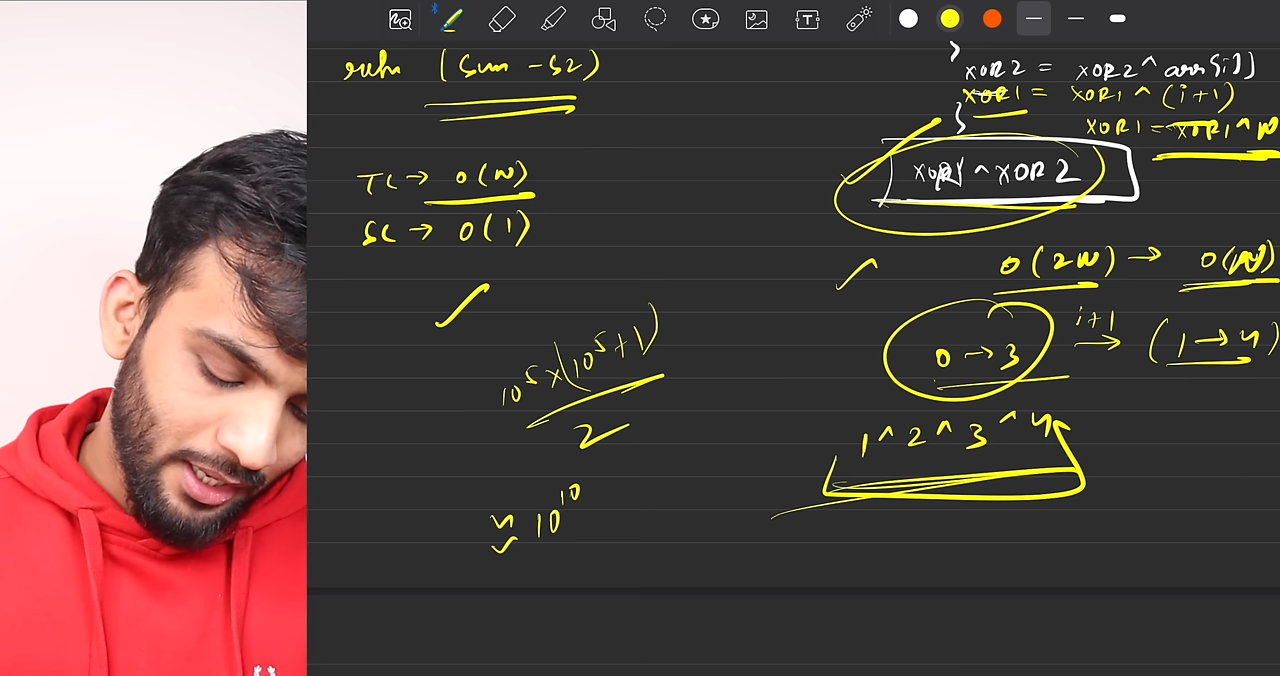 return (sum - s2)
TC → O(N)
SC → O(1)
10^5 x (10^5 + 1)
2
≈ 10^10
}
XOR2 = XOR2 ^ arr[i]
XOR1 = XOR1 ^ (i+1)
}
XOR1 = XOR1 ^ N
XOR1 ^ XOR2
O(2N) → O(N)
0 → 3 i+1 → (1 → 4)
1 ^ 2 ^ 3 ^ 4
T